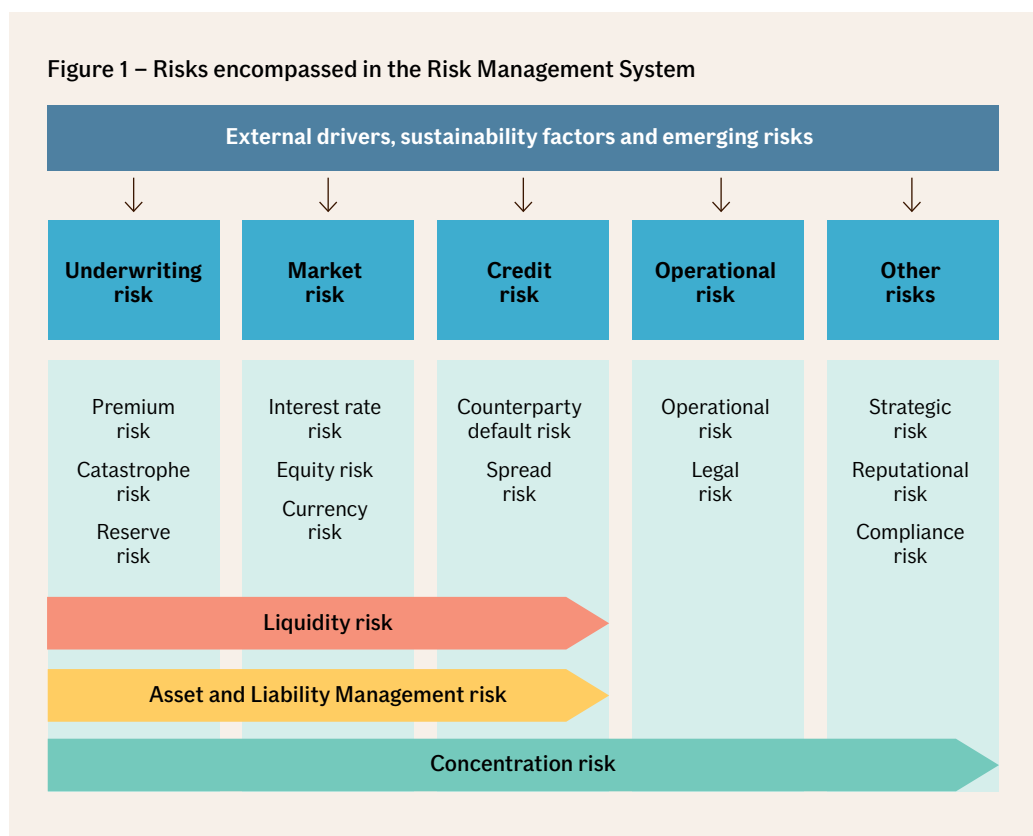 Figure 1 – Risks encompassed in the Risk Management System
External drivers, sustainability factors and emerging risks
Underwriting
risk
Market
risk
Credit
risk
Operational
risk
Other
risks
Premium
risk
Catastrophe
risk
Reserve
risk
Interest rate
risk
Equity risk
Currency
risk
Counterparty
default risk
Spread
risk
Operational
risk
Legal
risk
Strategic
risk
Reputational
risk
Compliance
risk
Liquidity risk
Asset and Liability Management risk
Concentration risk